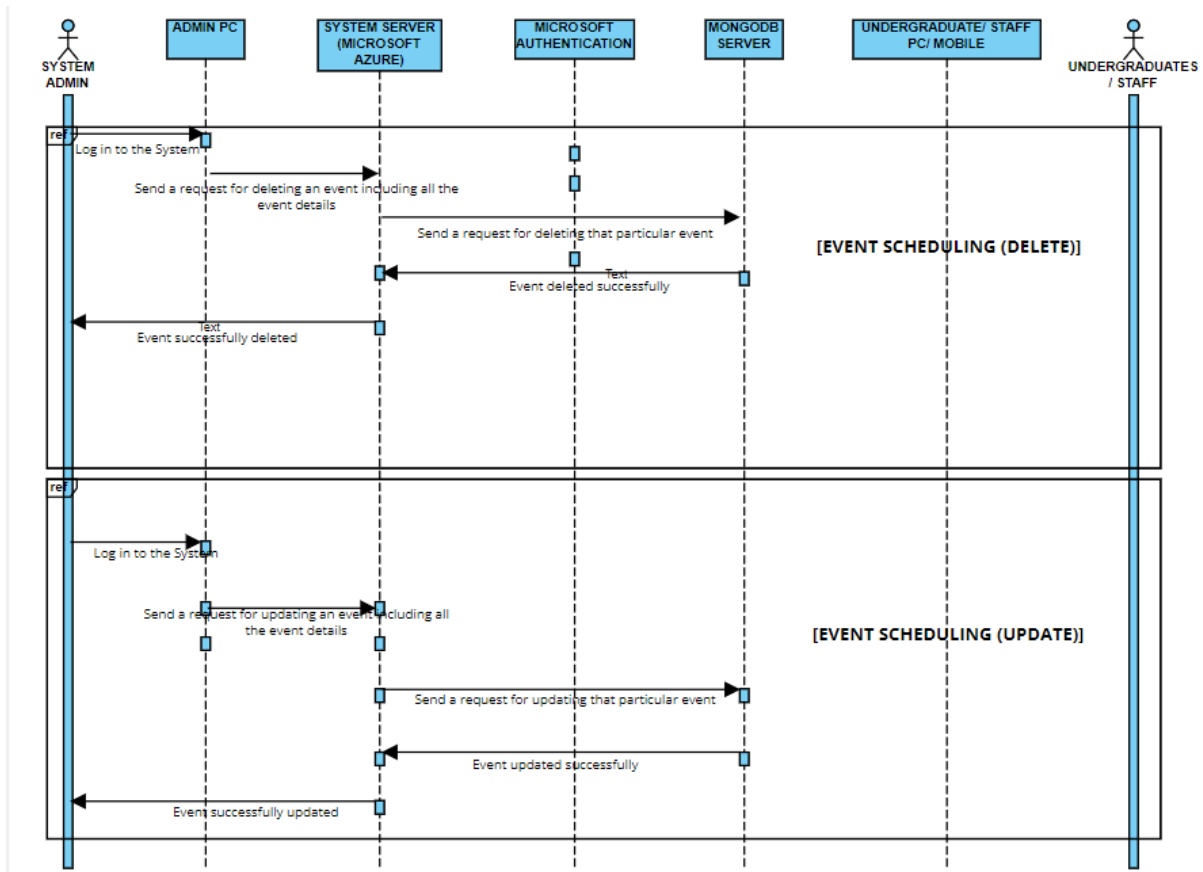 ADMIN PC
SYSTEM SERVER
(MICROSOFT
AZURE)
MICROSOFT
AUTHENTICATION
MONGODB
SERVER
UNDERGRADUATE/ STAFF
PC/ MOBILE
SYSTEM
ADMIN
UNDERGRADUATES
/ STAFF
ref
Log in to the System
Send a request for deleting an event including all the
event details
Send a request for deleting that particular event
[EVENT SCHEDULING (DELETE)]
Text
Event deleted successfully
Text
Event successfully deleted
ref
Log in to the System
Send a request for updating an event including all
the event details
[EVENT SCHEDULING (UPDATE)]
Send a request for updating that particular event
Event updated successfully
Event successfully updated